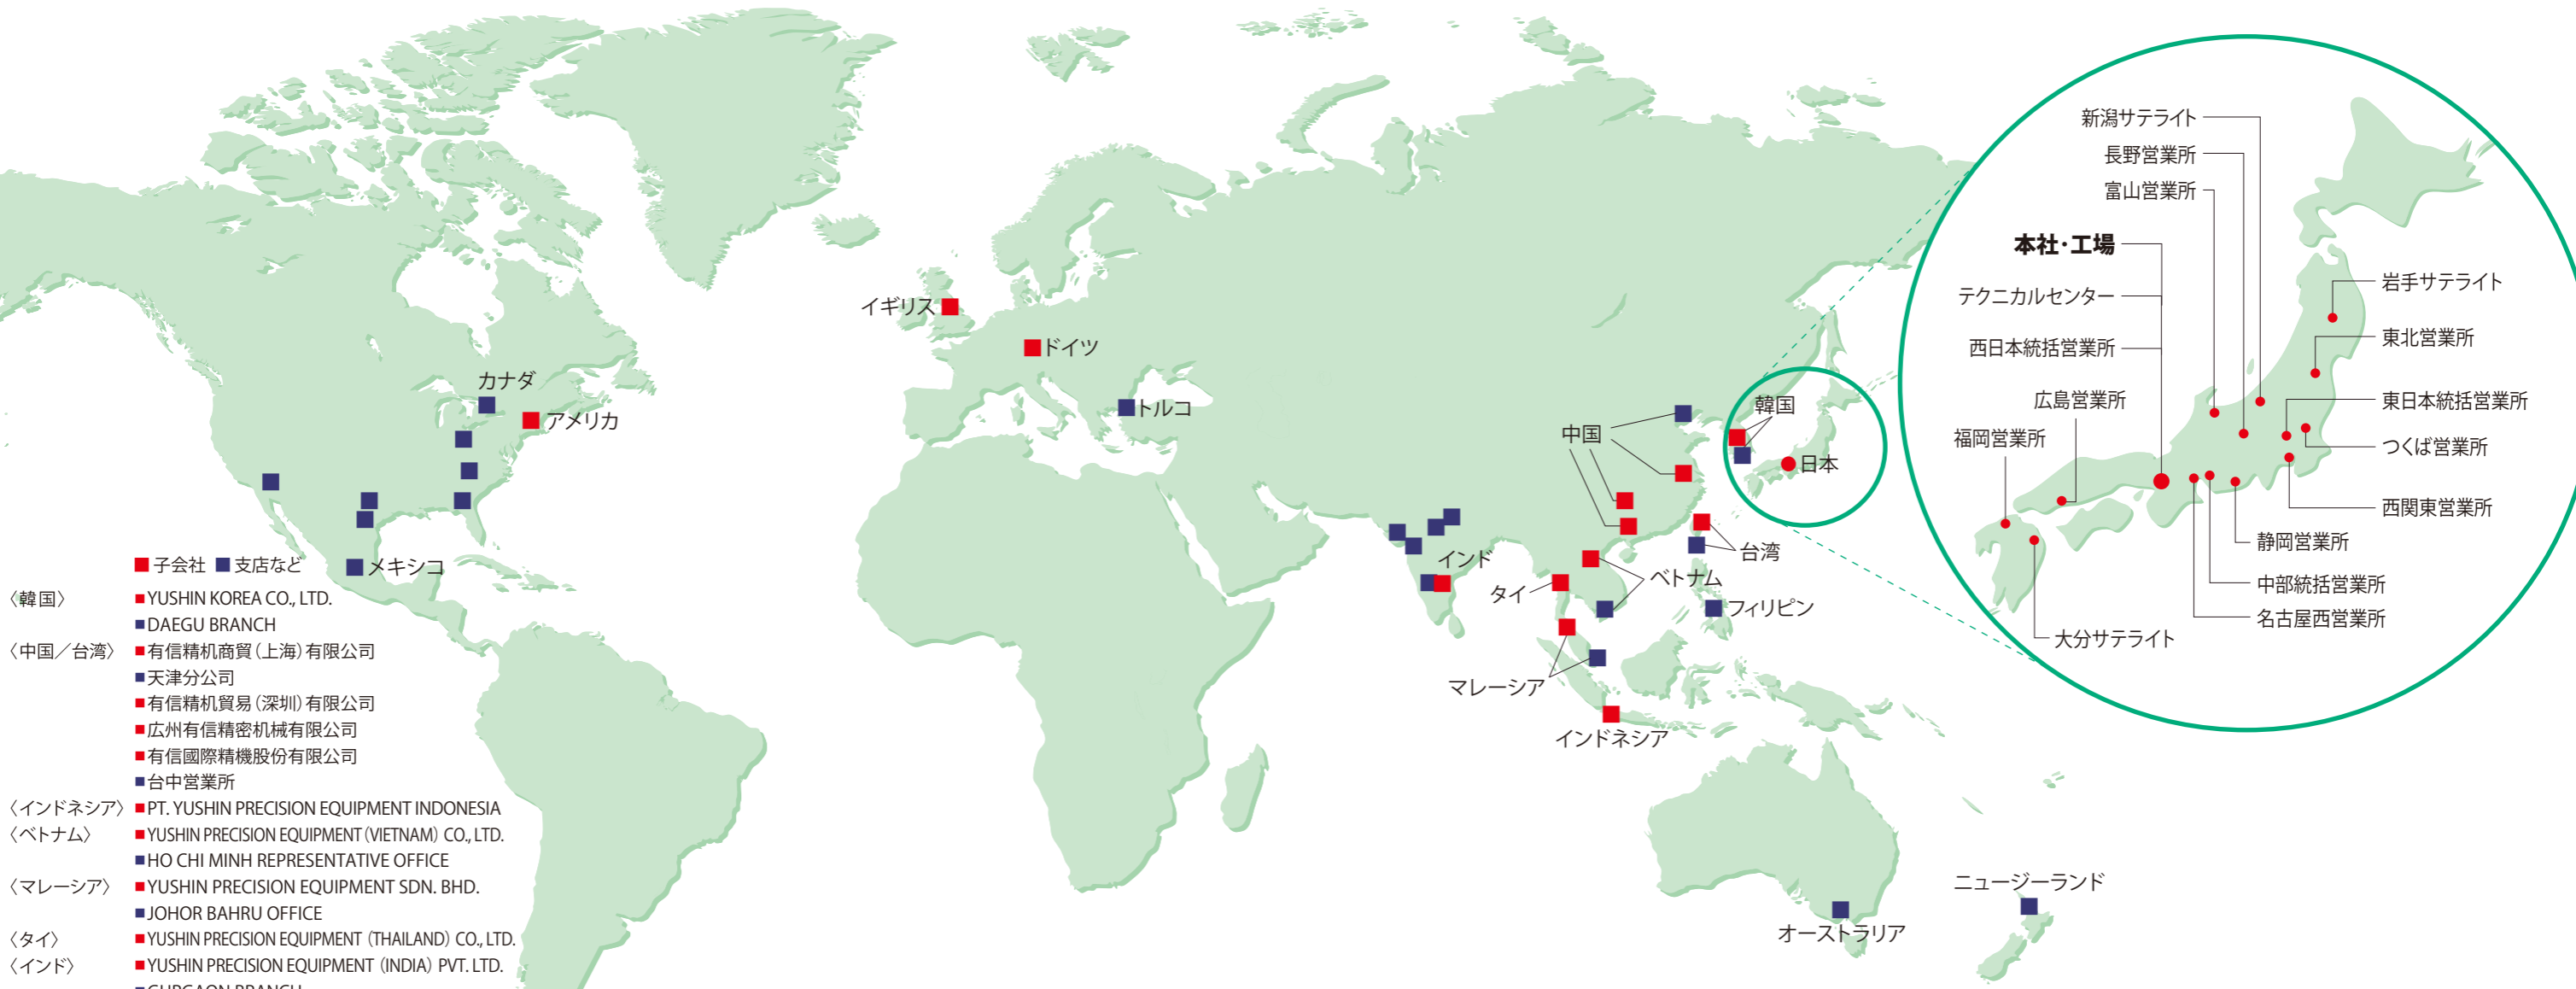 新潟サテライト
長野営業所
富山営業所
本社・工場
テクニカルセンター
西日本統括営業所
広島営業所
福岡営業所
岩手サテライト
東北営業所
東日本統括営業所
つくば営業所
西関東営業所
静岡営業所
中部統括営業所
名古屋西営業所
大分サテライト
イギリス
ドイツ
カナダ
アメリカ
トルコ
韓国
中国
日本
メキシコ
インド
台湾
ベトナム
タイ
フィリピン
マレーシア
インドネシア
ニュージーランド
オーストラリア
■子会社 ■支店など
〈韓国〉 ■YUSHIN KOREA CO., LTD.
■DAEGU BRANCH
〈中国／台湾〉 ■有信精机商貿（上海）有限公司
■天津分公司
■有信精机貿易（深圳）有限公司
■広州有信精密机械有限公司
■有信國際精機股份有限公司
■台中営業所
〈インドネシア〉 ■PT. YUSHIN PRECISION EQUIPMENT INDONESIA
〈ベトナム〉 ■YUSHIN PRECISION EQUIPMENT（VIETNAM）CO., LTD.
■HO CHI MINH REPRESENTATIVE OFFICE
〈マレーシア〉 ■YUSHIN PRECISION EQUIPMENT SDN. BHD.
■JOHOR BAHRU OFFICE
〈タイ〉 ■YUSHIN PRECISION EQUIPMENT（THAILAND）CO., LTD.
〈インド〉 ■YUSHIN PRECISION EQUIPMENT（INDIA）PVT. LTD.
■GURGAON BRANCH